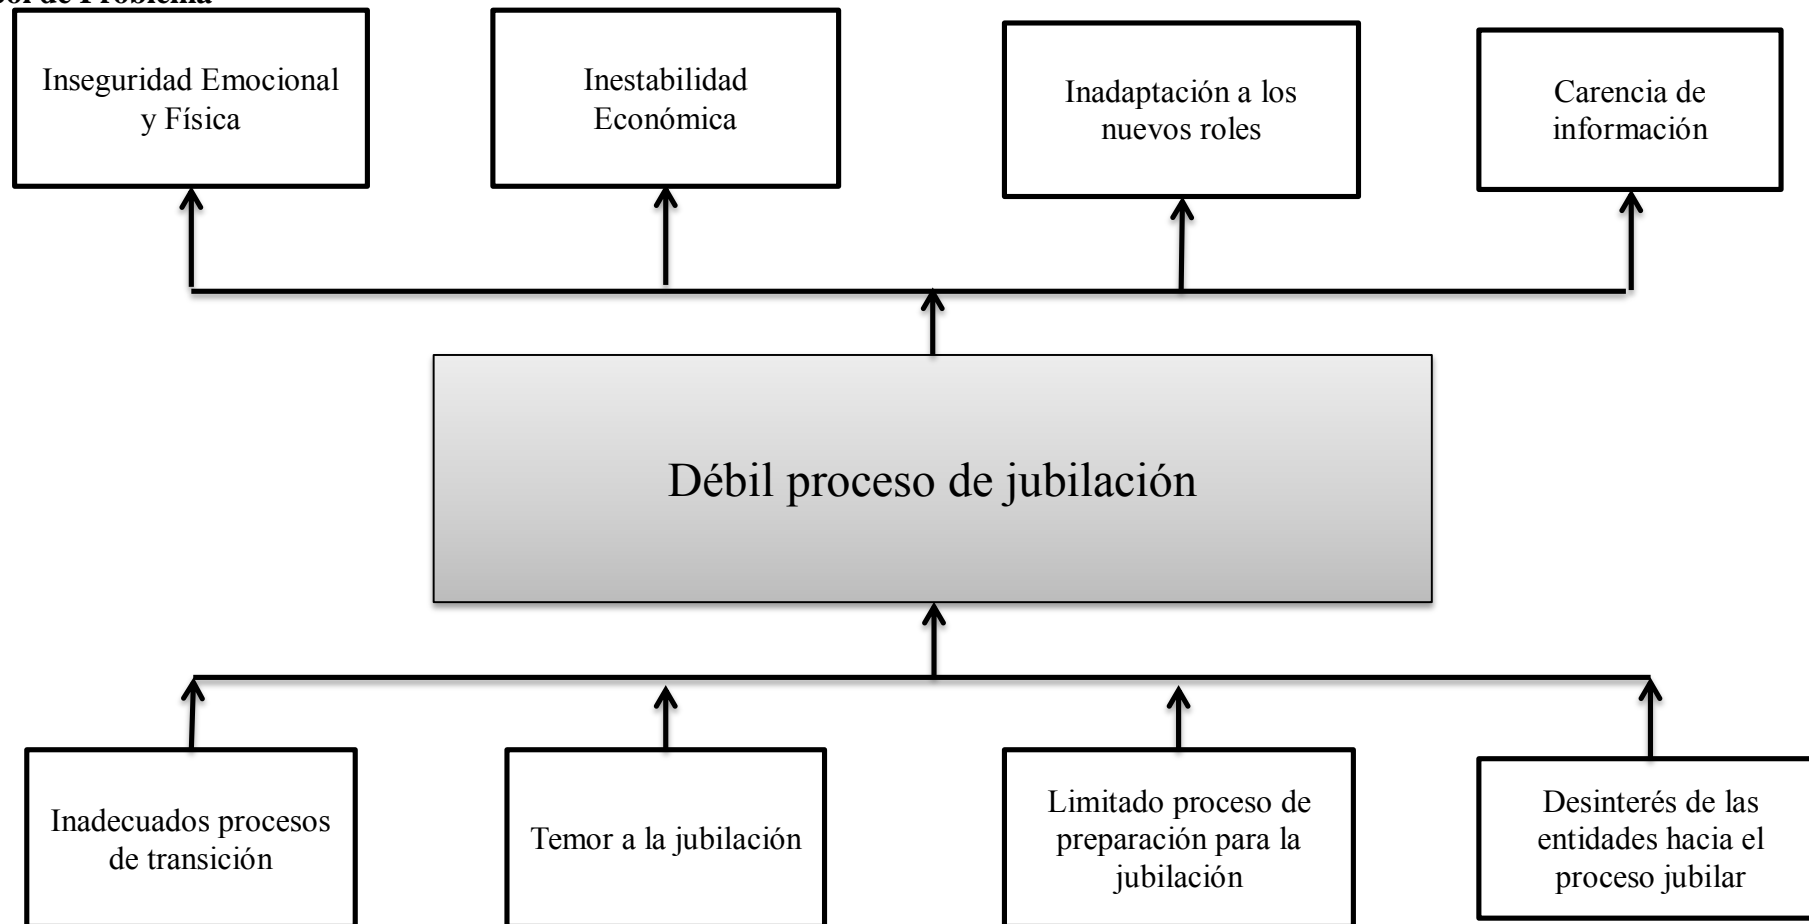 de Problema
Inseguridad Emocional
y Física
Inestabilidad
Económica
Inadaptación a los
nuevos roles
Carencia de
información
Débil proceso de jubilación
Inadecuados procesos
de transición
Temor a la jubilación
Limitado proceso de
preparación para la
jubilación
Desinterés de las
entidades hacia el
proceso jubilar